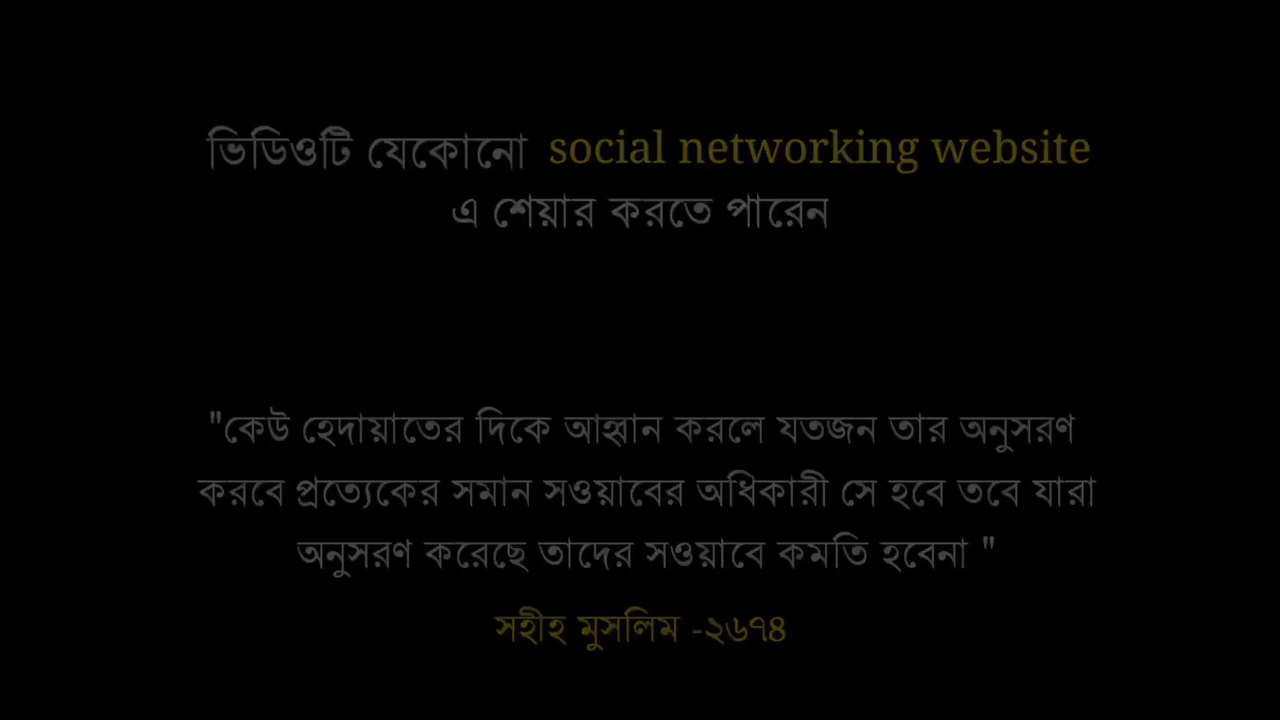 ভিডিওটি যেকোনো social networking website
এ শেয়ার করতে পারেন
"কেউ হেদায়াতের দিকে আহ্বান করলে যতজন তার অনুসরণ
করবে প্রত্যেকের সমান সওয়াবের অধিকারী সে হবে তবে যারা
অনুসরণ করেছে তাদের সওয়াবে কমতি হবেনা "
সহীহ মুসলিম -২৬৭৪